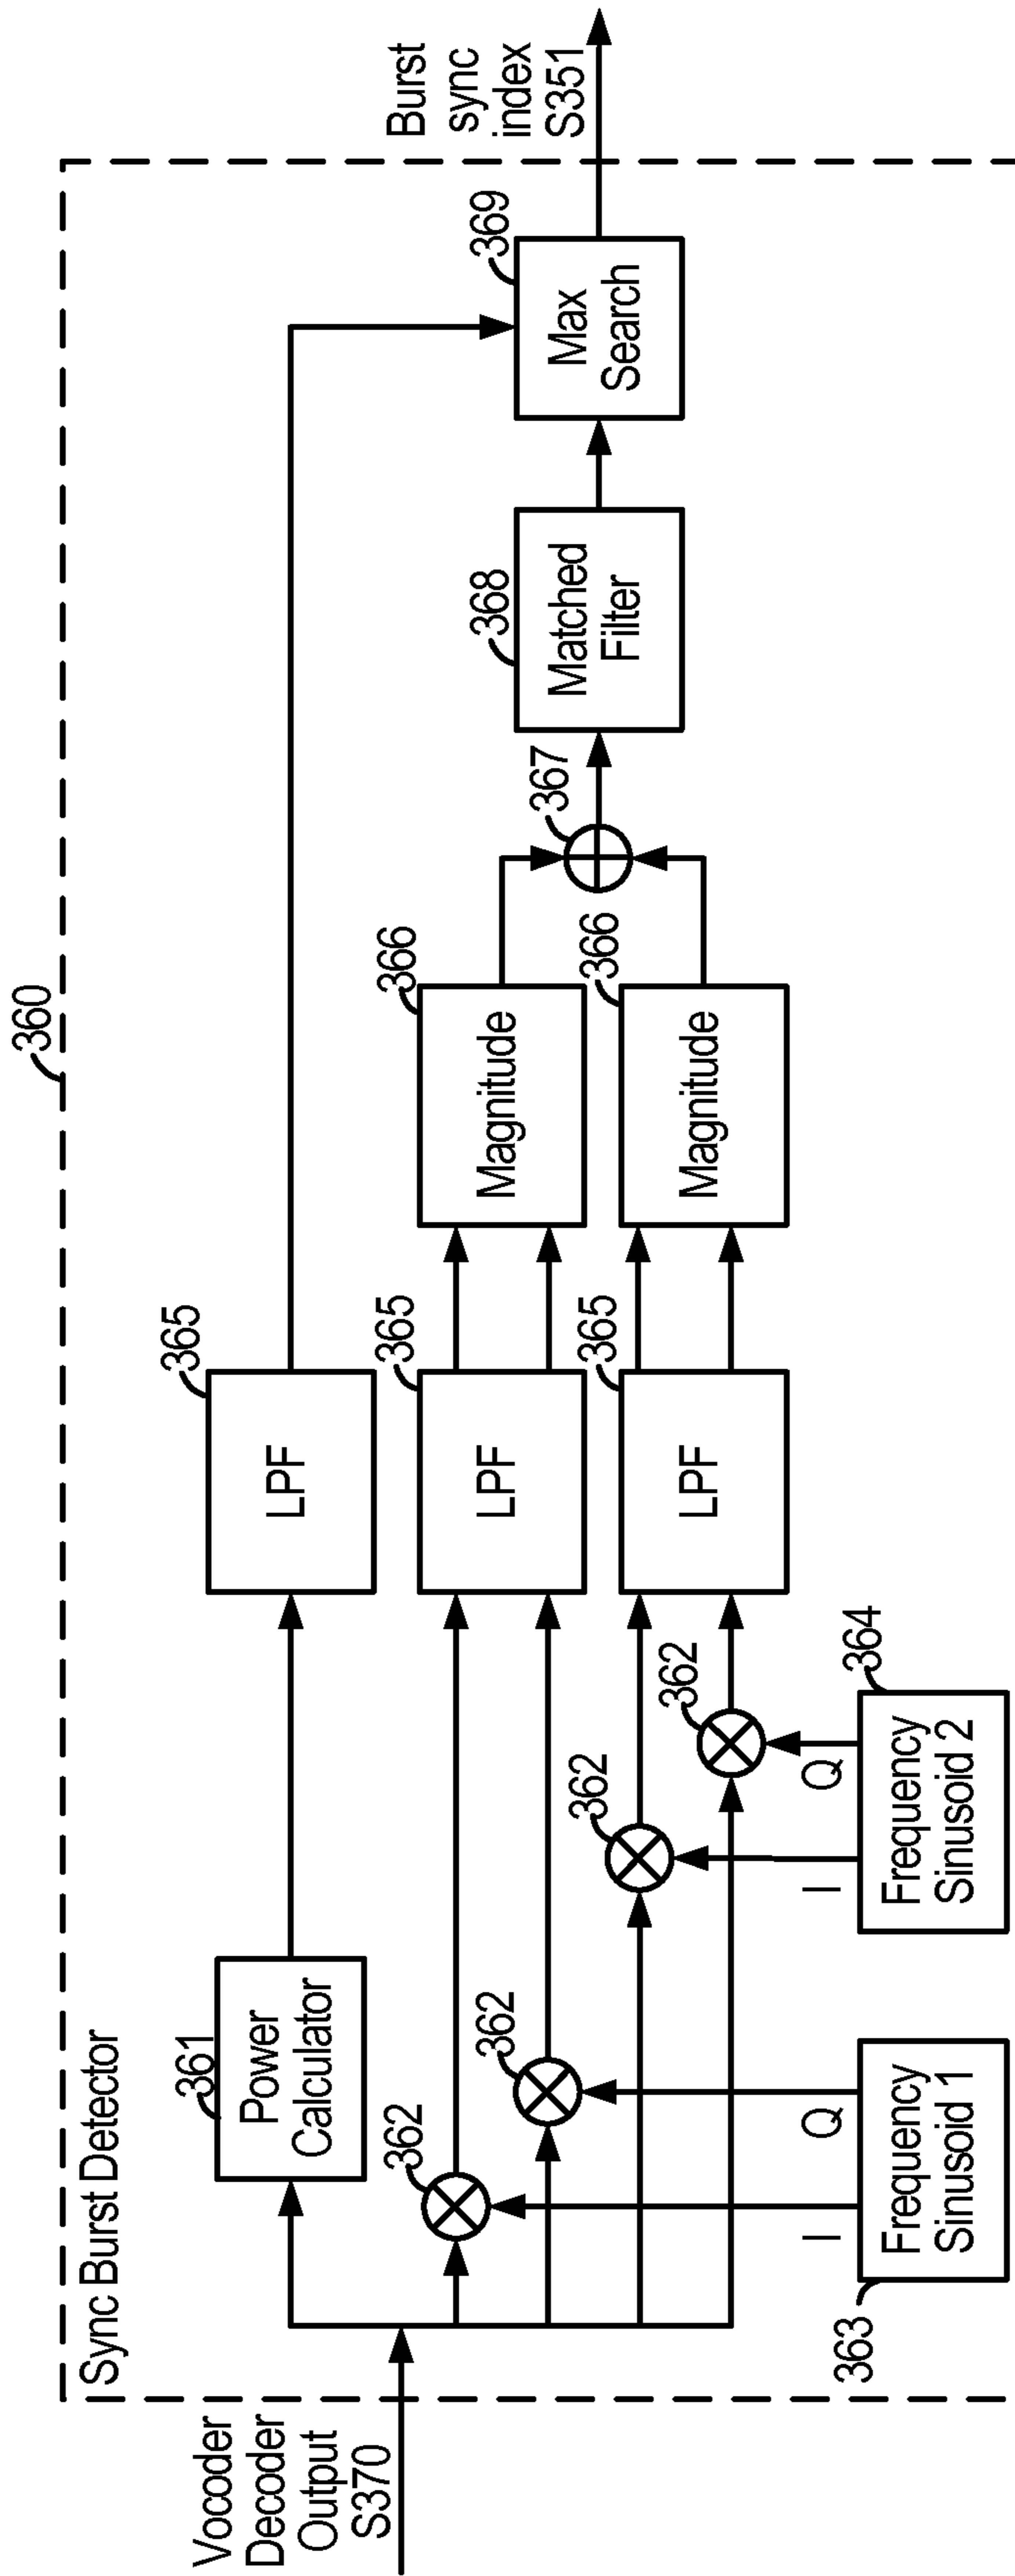 360
Sync Burst Detector
Vocoder
Decoder
Output
S370
Burst
sync
index
S351
361
Power
Calculator
365
LPF
362
362
365
LPF
366
Magnitude
362
362
365
LPF
366
Magnitude
367
368
Matched
Filter
369
Max
Search
I
Q
363
Frequency
Sinusoid 1
I
Q
364
Frequency
Sinusoid 2